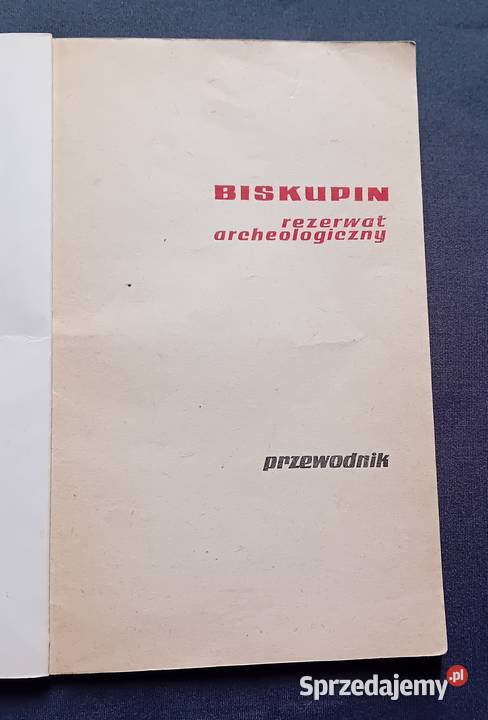 BISKUPIN
rezerwat
archeologiczny
przewodnik
Sprzedajemy.pl